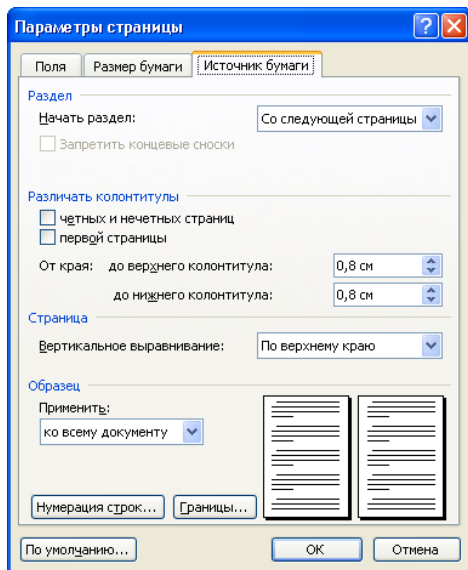 Параметры страницы
Поля Размер бумаги Источник бумаги
Раздел
Начать раздел: Со следующей страницы
Запретить концевые сноски
Различать колонтитулы
четных и нечетных страниц
первой страницы
От края: до верхнего колонтитула: 0,8 см
до нижнего колонтитула: 0,8 см
Страница
Вертикальное выравнивание: По верхнему краю
Образец
Применить:
ко всему документу
Нумерация строк... Границы...
По умолчанию... ОК Отмена